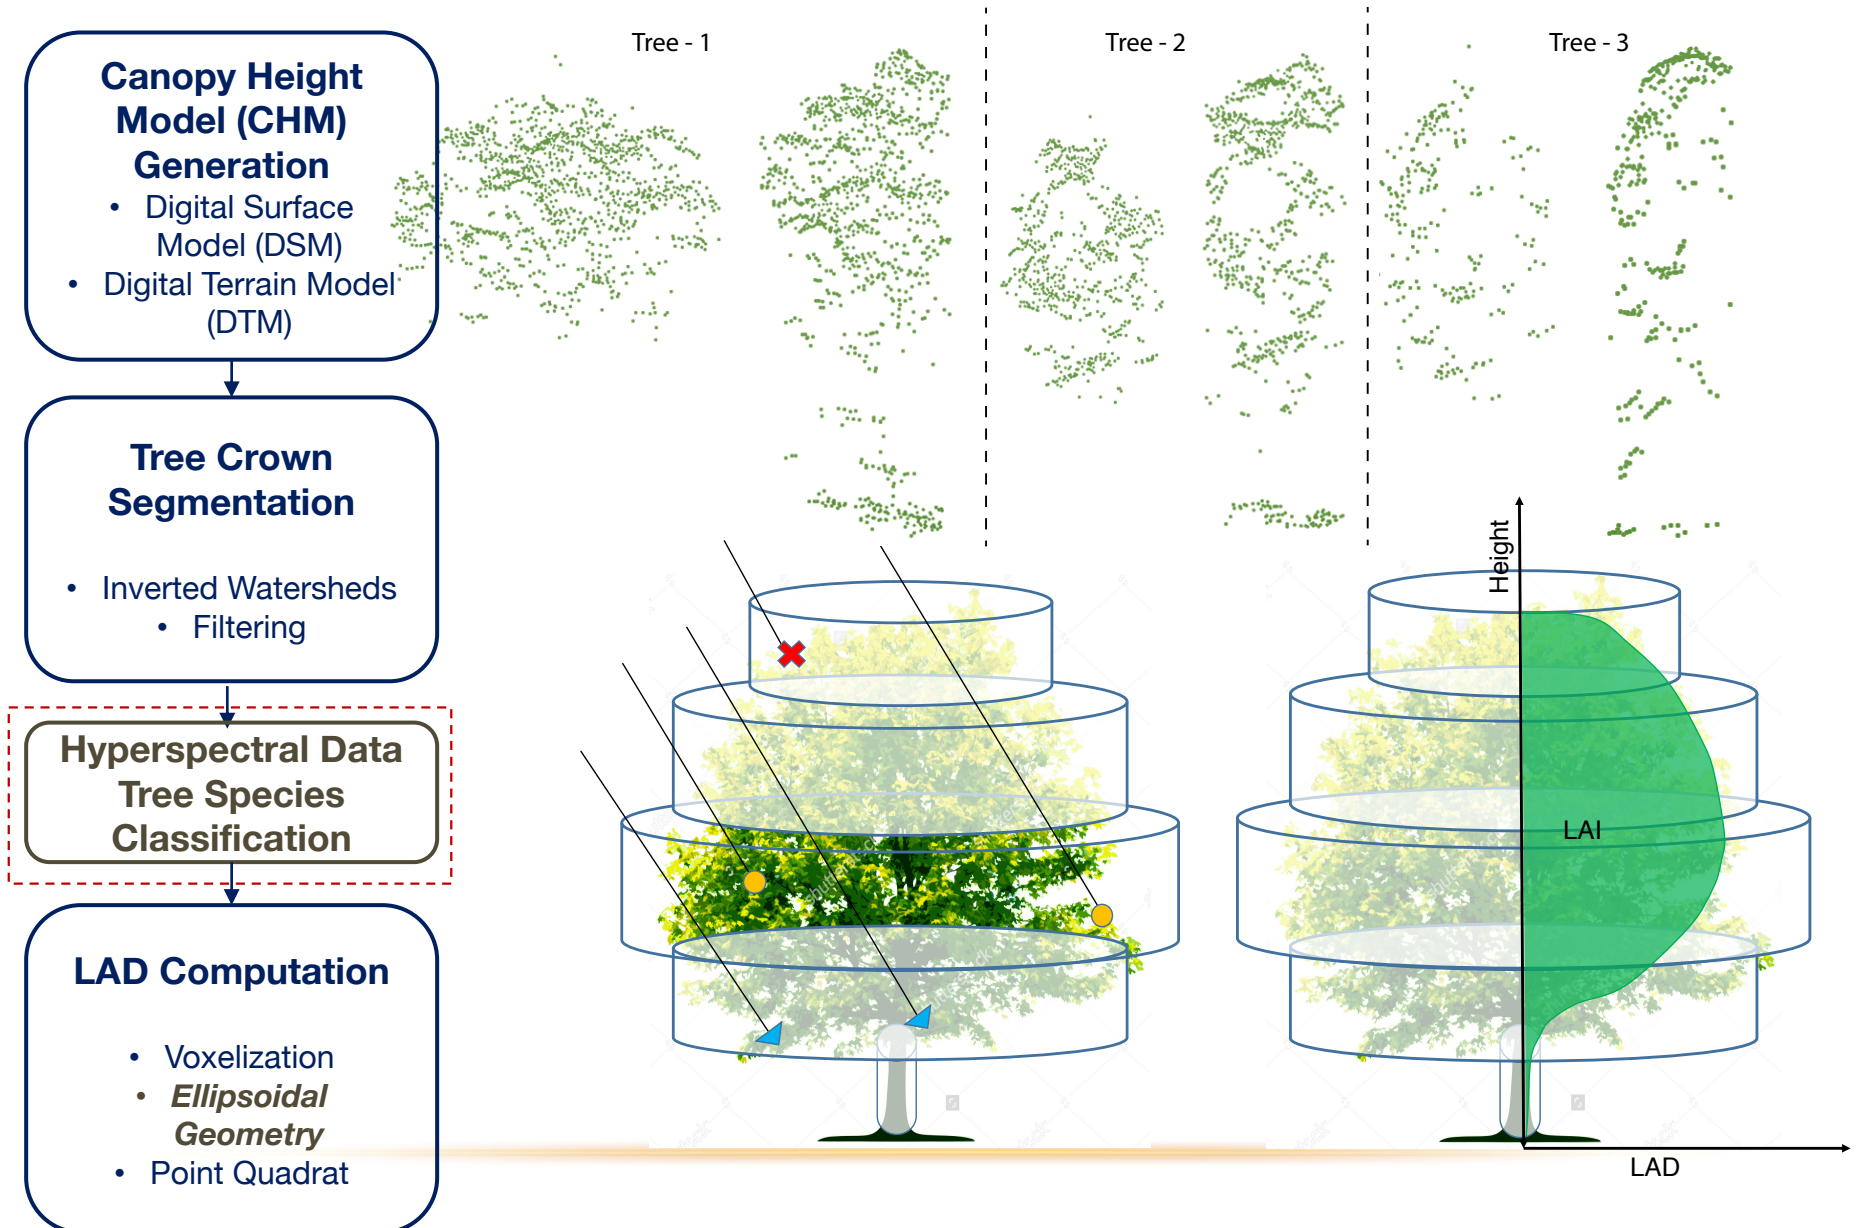 Canopy Height
Model (CHM)
Generation
• Digital Surface
Model (DSM)
• Digital Terrain Model
(DTM)
Tree Crown
Segmentation
• Inverted Watersheds
• Filtering
Hyperspectral Data
Tree Species
Classification
LAD Computation
• Voxelization
• Ellipsoidal
Geometry
• Point Quadrat
Tree - 1
Tree - 2
Tree - 3
Height
LAI
LAD